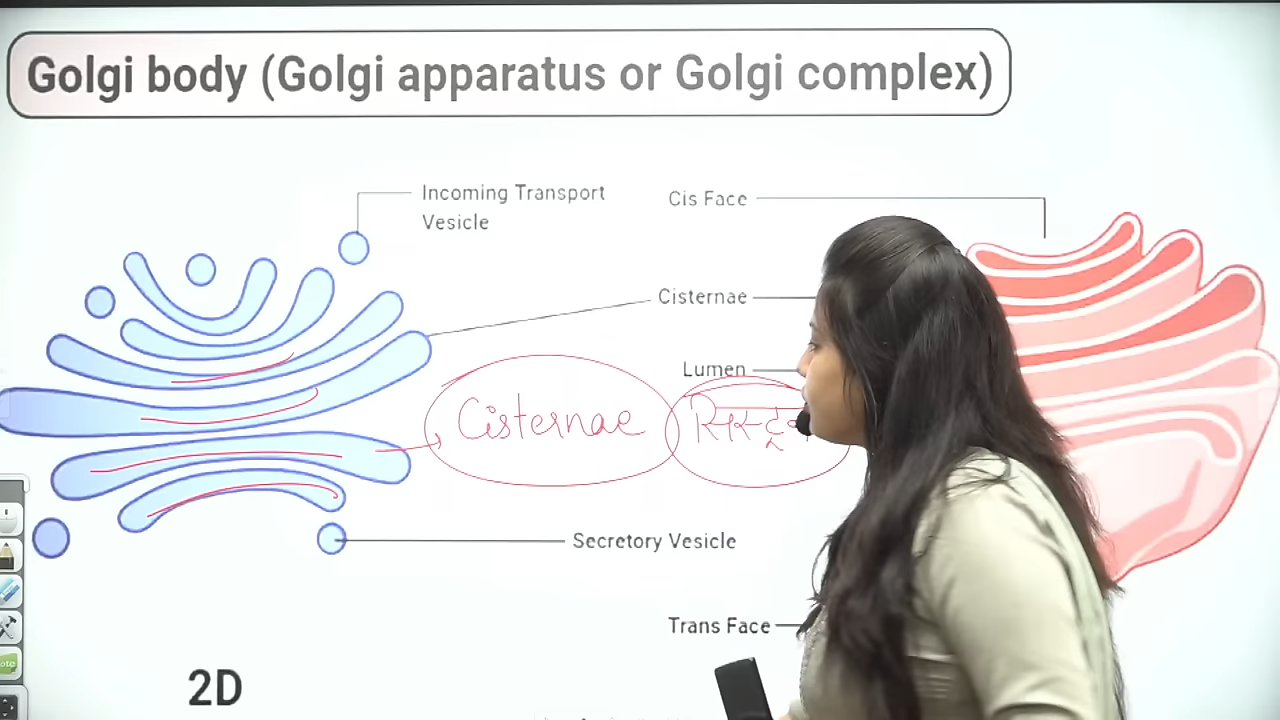 Golgi body (Golgi apparatus or Golgi complex)
Incoming Transport
Vesicle
Cis Face
Cisternae
Lumen
Cisternae
Secretory Vesicle
Trans Face
2D